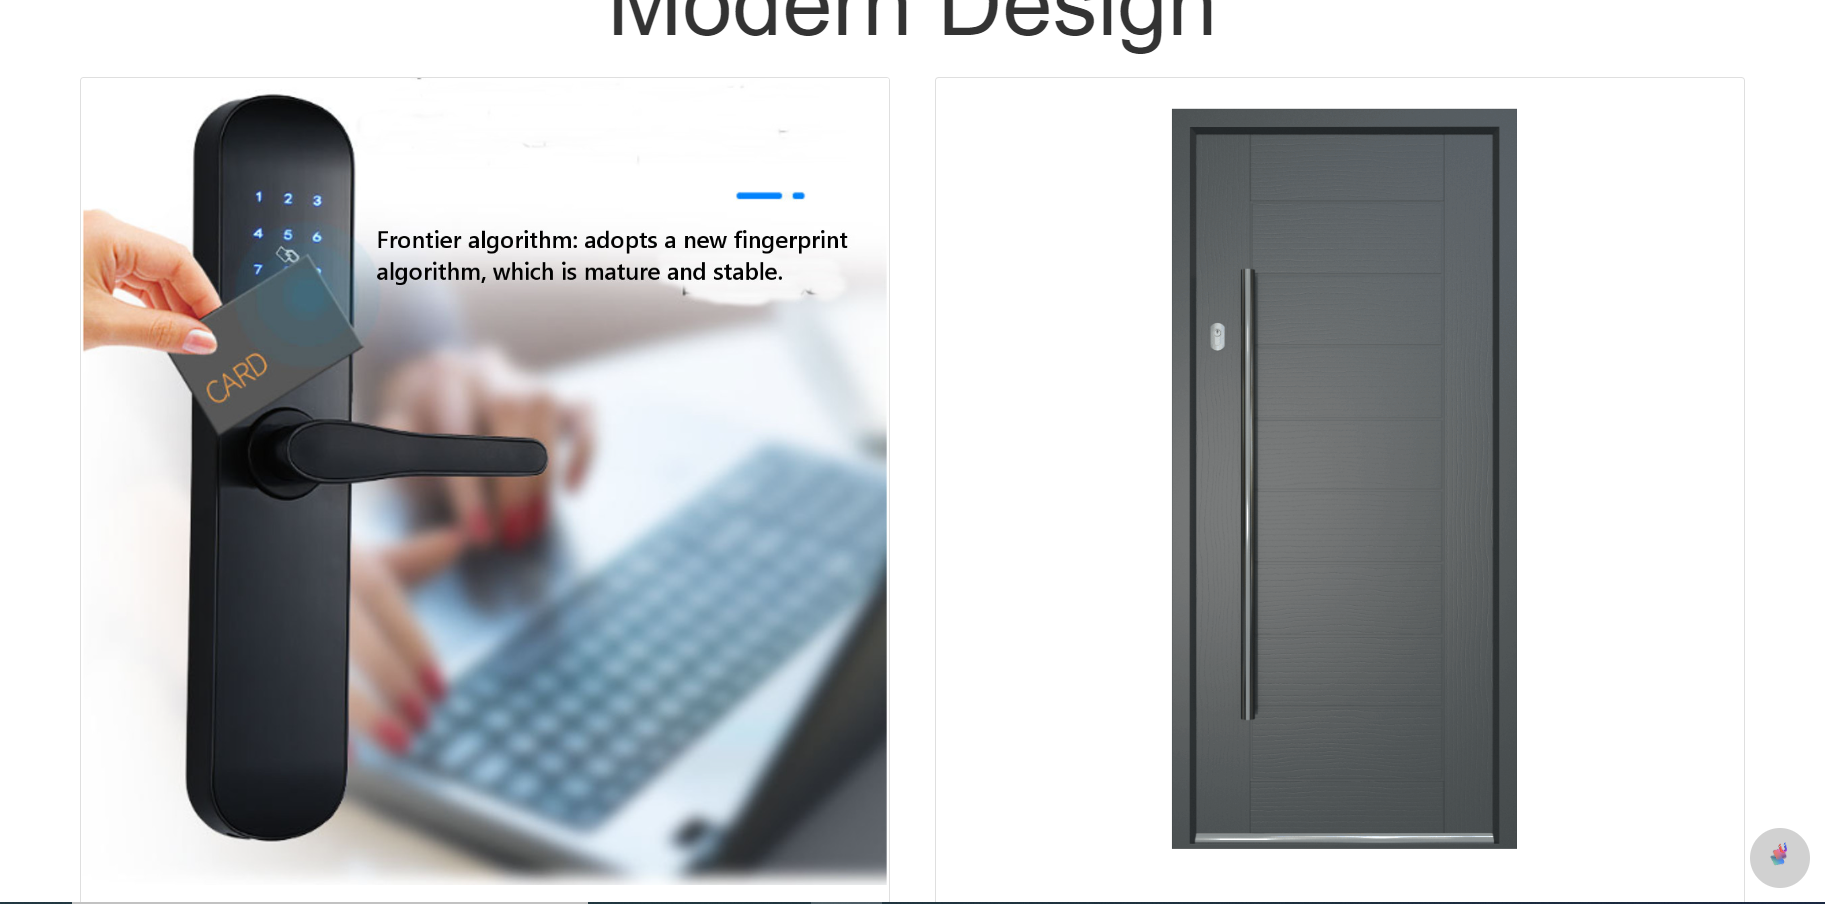 Modern Design
1 2 3
4 5 6
7
Frontier algorithm: adopts a new fingerprint
algorithm, which is mature and stable.
CARD